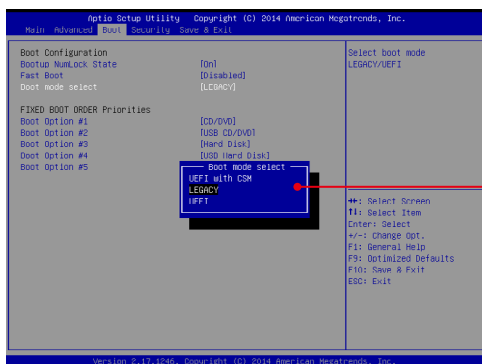 Aptio Setup Utility Copyright (C) 2014 American Megatrends, Inc.
Main Advanced Boot Security Save & Exit
Boot Configuration
Bootup NumLock State [On]
Fast Boot [Disabled]
Boot mode select [LEGACY]
FIXED BOOT ORDER Priorities
Boot Option #1 [CD/DVD]
Boot Option #2 [USB CD/DVD]
Boot Option #3 [Hard Disk]
Boot Option #4 [USB Hard Disk]
Boot Option #5
Boot mode select
UEFI with CSM
LEGACY
UEFI
Select boot mode
LEGACY/UEFI
→←: Select Screen
↑↓: Select Item
Enter: Select
+/-: Change Opt.
F1: General Help
F9: Optimized Defaults
F10: Save & Exit
ESC: Exit
Version 2.17.1246. Copyright (C) 2014 American Megatrends, Inc.